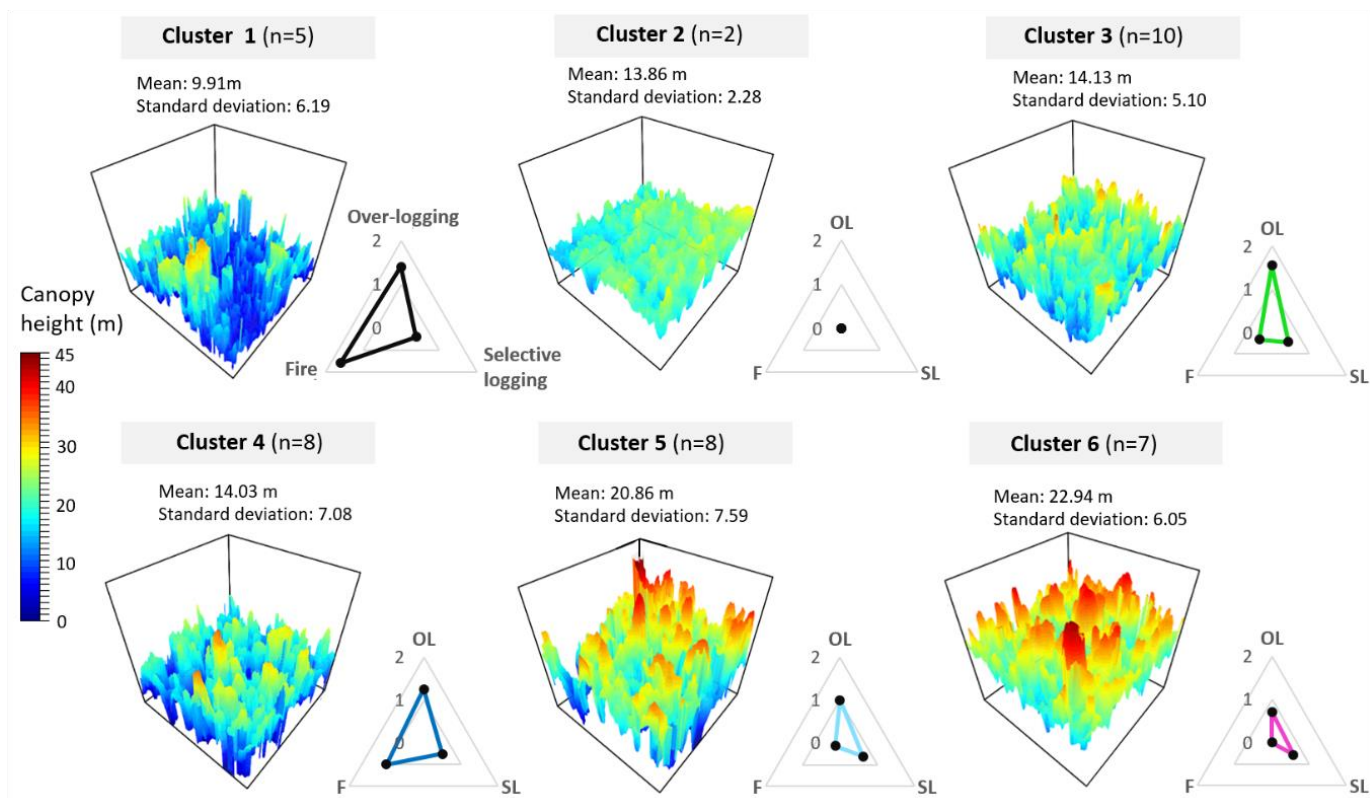 Cluster 1 (n=5)
Mean: 9.91m
Standard deviation: 6.19
Over-logging
2
1
0
Fire
Selective
logging
Cluster 2 (n=2)
Mean: 13.86 m
Standard deviation: 2.28
OL
2
1
0
F
SL
Cluster 3 (n=10)
Mean: 14.13 m
Standard deviation: 5.10
OL
2
1
0
F
SL
Canopy
height (m)
45
40
30
20
10
0
Cluster 4 (n=8)
Mean: 14.03 m
Standard deviation: 7.08
OL
2
1
0
F
SL
Cluster 5 (n=8)
Mean: 20.86 m
Standard deviation: 7.59
OL
2
1
0
F
SL
Cluster 6 (n=7)
Mean: 22.94 m
Standard deviation: 6.05
OL
2
1
0
F
SL